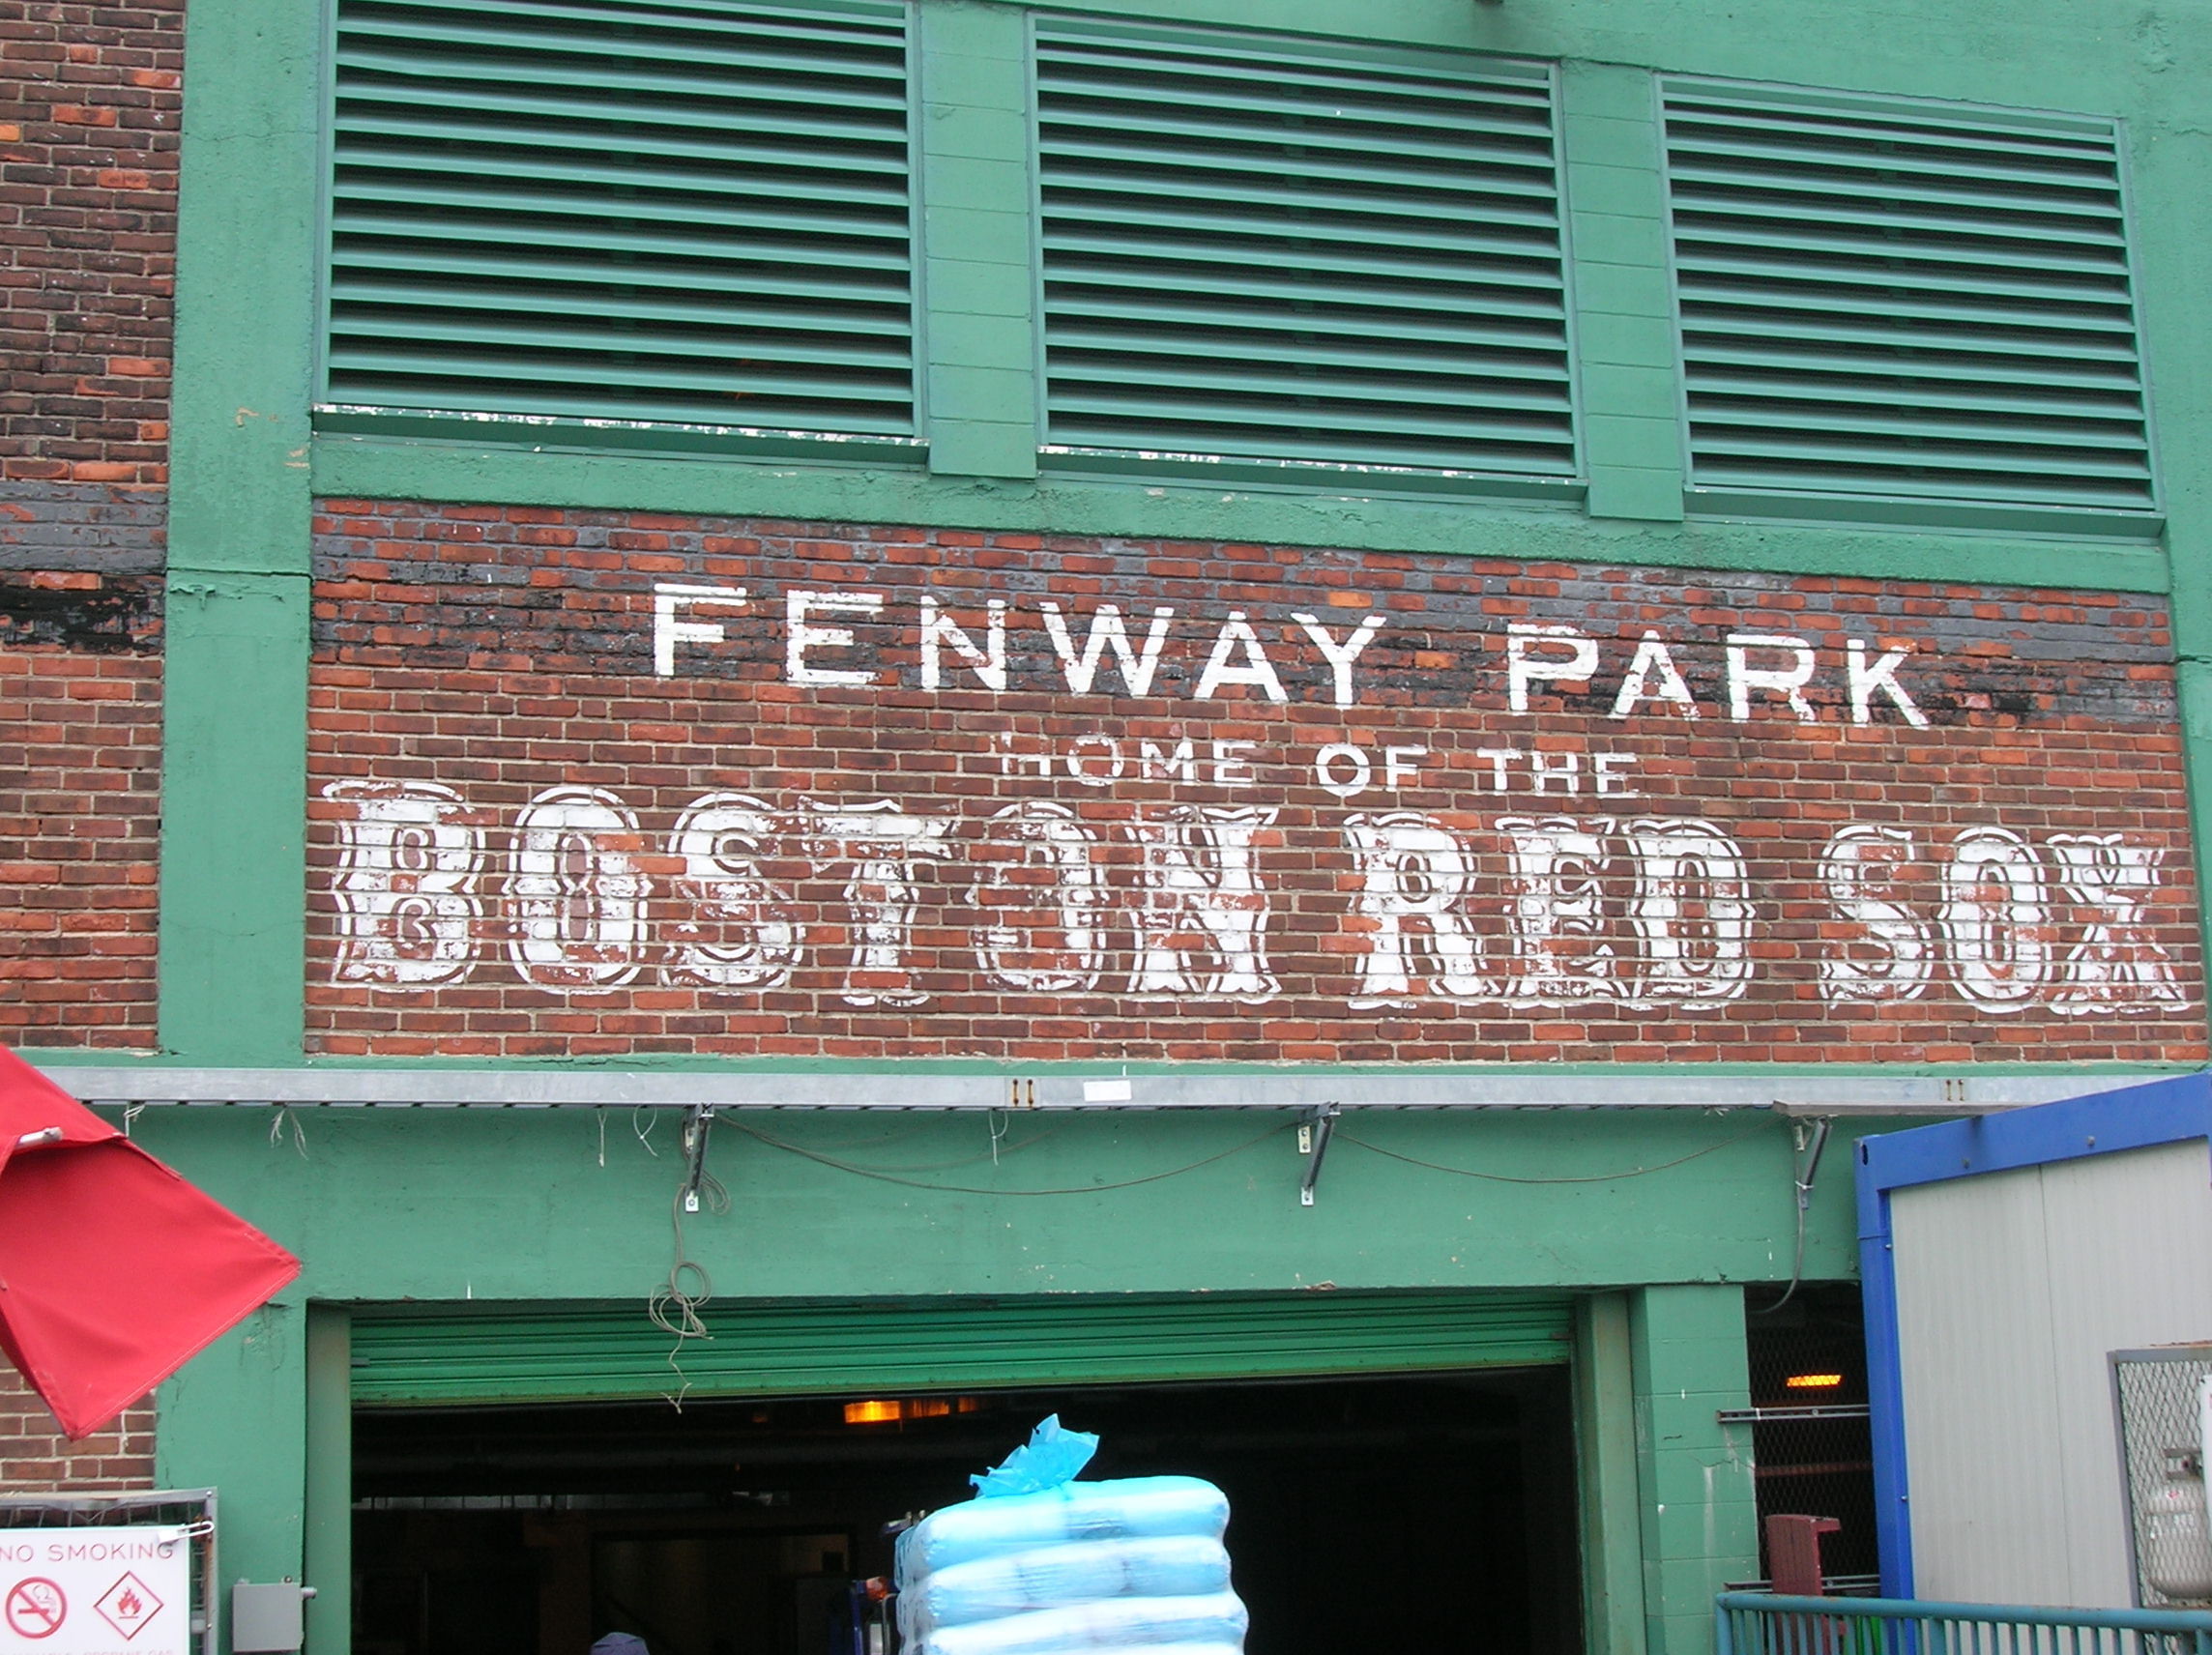 FENWAY PARK
HOME OF THE
BOSTON RED SOX
NO SMOKING